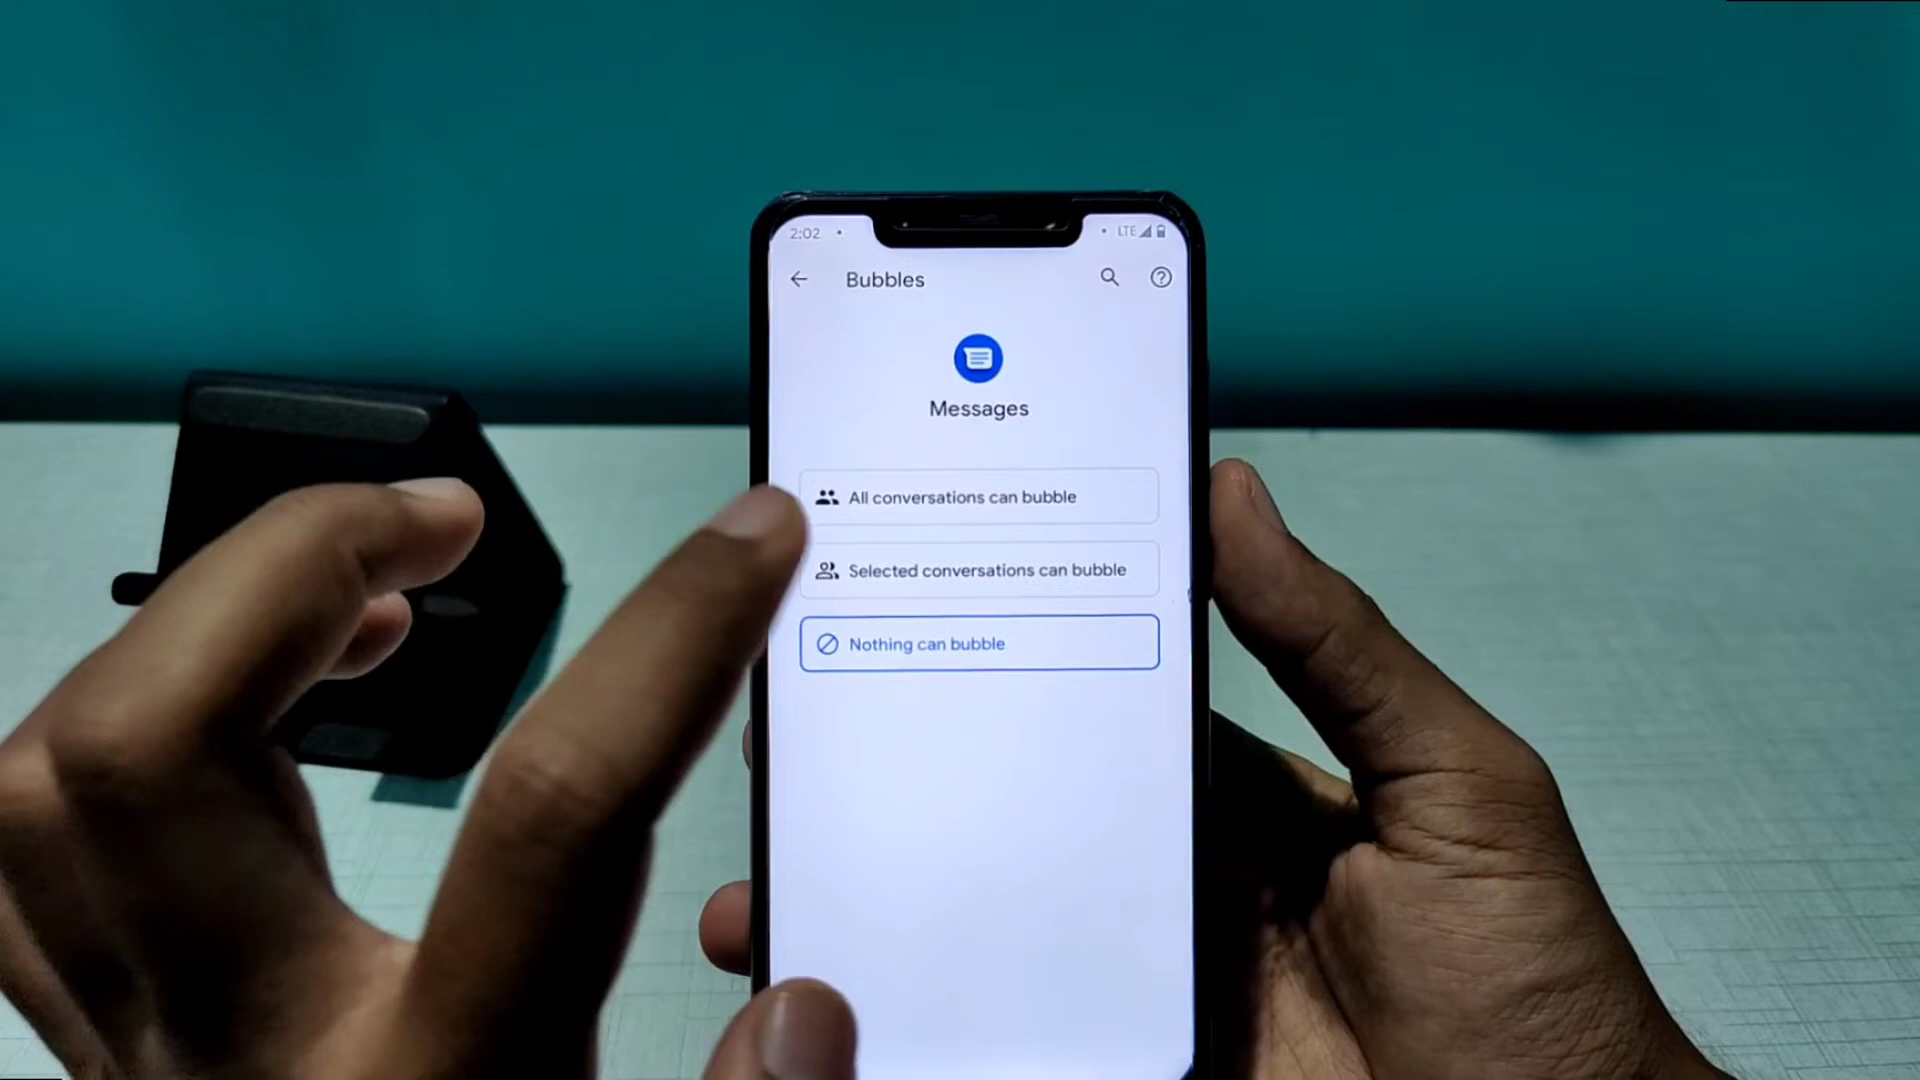 2:02 LTE
Bubbles
Messages
All conversations can bubble
Selected conversations can bubble
Nothing can bubble